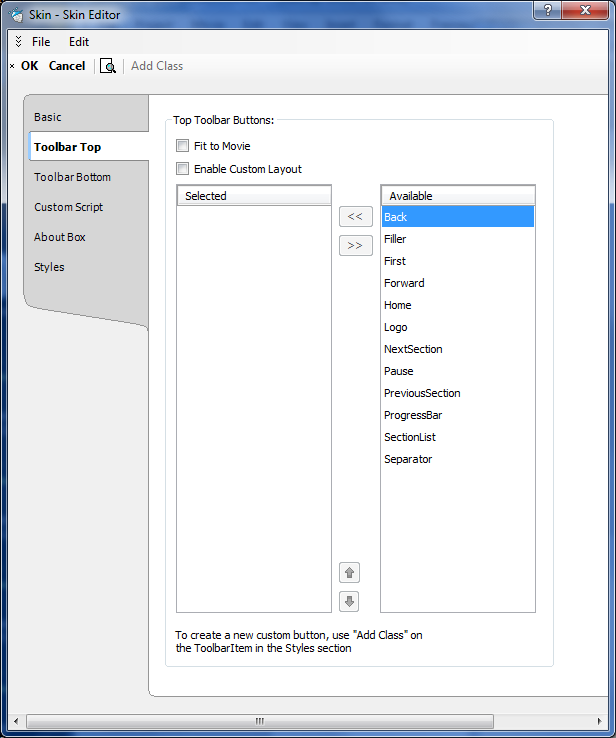 Skin - Skin Editor
File Edit
OK Cancel Add Class
Basic
Toolbar Top
Toolbar Bottom
Custom Script
About Box
Styles
Top Toolbar Buttons:
Fit to Movie
Enable Custom Layout
Selected
<<
>>
Available
Back
Filler
First
Forward
Home
Logo
NextSection
Pause
PreviousSection
ProgressBar
SectionList
Separator
To create a new custom button, use "Add Class" on
the ToolbarItem in the Styles section